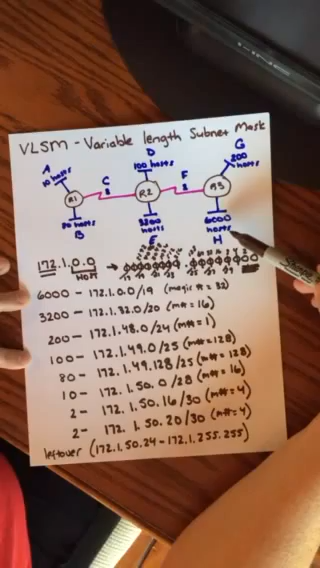 VLSM - Variable length Subnet Mask
A
10 hosts
D
100 hosts
G
200
hosts
C
8
F
8
R1
R2
R3
80 hosts
B
3200
hosts
E
6000
hosts
H
172.1.0.0
HOST
6000 - 172.1.0.0/19 (magic # = 32)
3200 - 172.1.32.0/20 (m# = 16)
200 - 172.1.48.0/24 (m# = 1)
100 - 172.1.49.0/25 (m# = 128)
80 - 172.1.49.128/25 (m# = 128)
10 - 172.1.50.0/28 (m# = 16)
2 - 172.1.50.16/30 (m# = 4)
2 - 172.1.50.20/30 (m# = 4)
leftover (172.1.50.24 - 172.1.255.255)